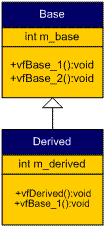 Base
int m_base
+vfBase_1():void
+vfBase_2():void
Derived
int m_derived
+vfDerived():void
+vfBase_1():void